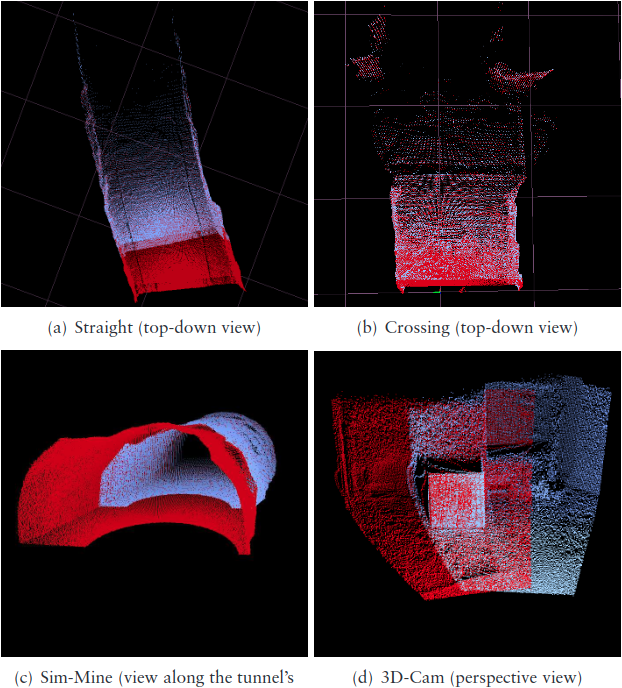 (a) Straight (top-down view)
(b) Crossing (top-down view)
(c) Sim-Mine (view along the tunnel's
(d) 3D-Cam (perspective view)